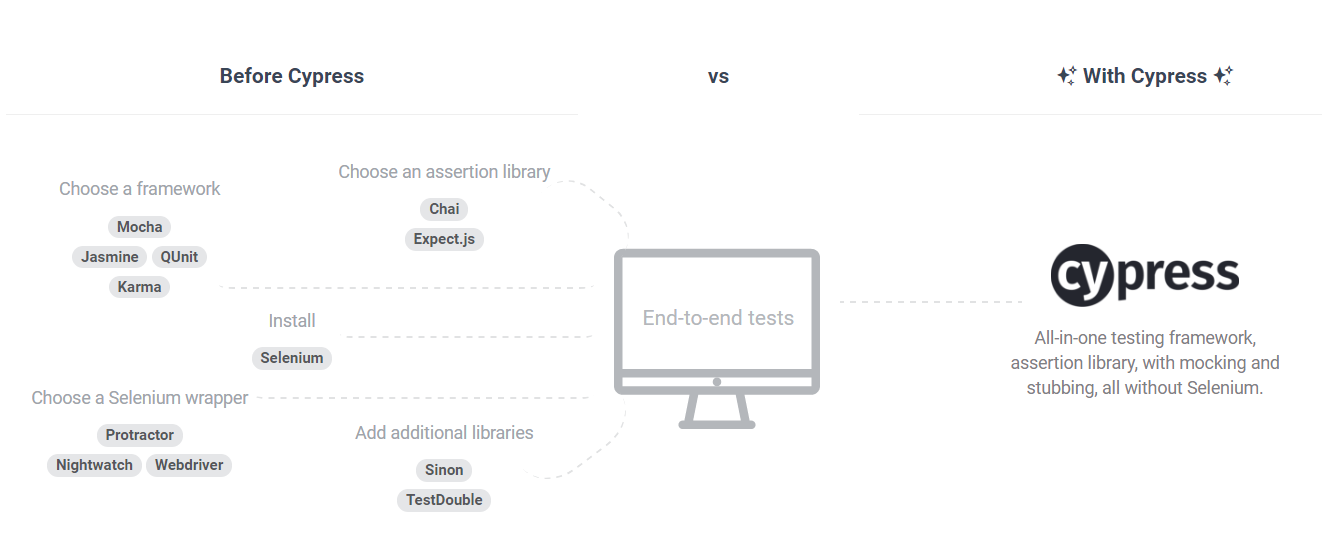 Before Cypress
vs
With Cypress
Choose a framework
Mocha
Jasmine QUnit
Karma
Choose an assertion library
Chai
Expect.js
Install
Selenium
Choose a Selenium wrapper
Protractor
Nightwatch Webdriver
Add additional libraries
Sinon
TestDouble
End-to-end tests
cypress
All-in-one testing framework,
assertion library, with mocking and
stubbing, all without Selenium.